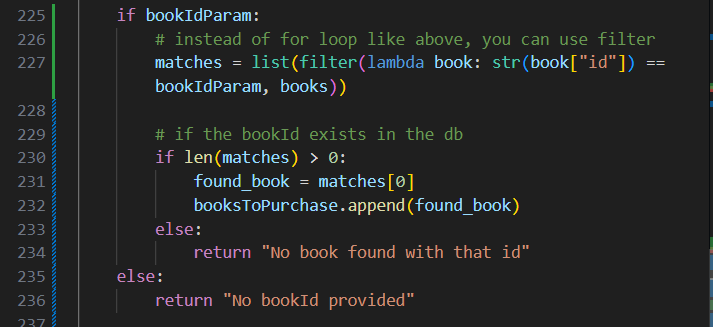 225 if bookIdParam:
226 # instead of for loop like above, you can use filter
227 matches = list(filter(lambda book: str(book["id"]) ==
bookIdParam, books))
228
229 # if the bookId exists in the db
230 if len(matches) > 0:
231 found_book = matches[0]
232 booksToPurchase.append(found_book)
233 else:
234 return "No book found with that id"
235 else:
236 return "No bookId provided"
237